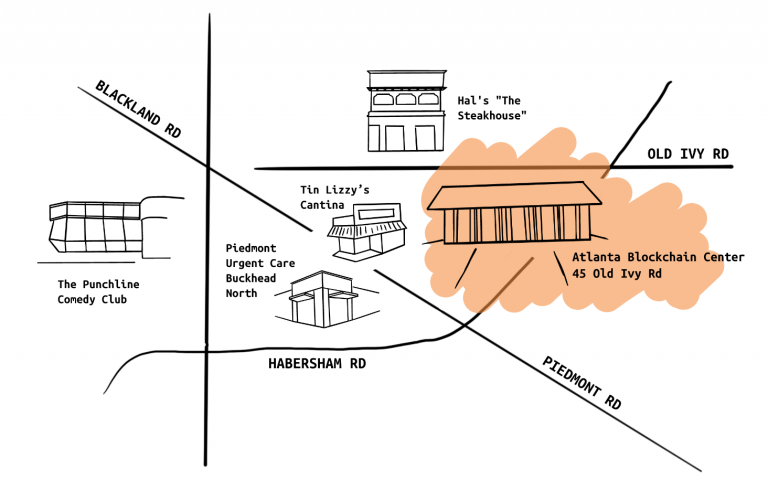 BLACKLAND RD
Hal's "The
Steakhouse"
OLD IVY RD
Tin Lizzy's
Cantina
Piedmont
Urgent Care
Buckhead
North
Atlanta Blockchain Center
45 Old Ivy Rd
The Punchline
Comedy Club
HABERSHAM RD
PIEDMONT RD